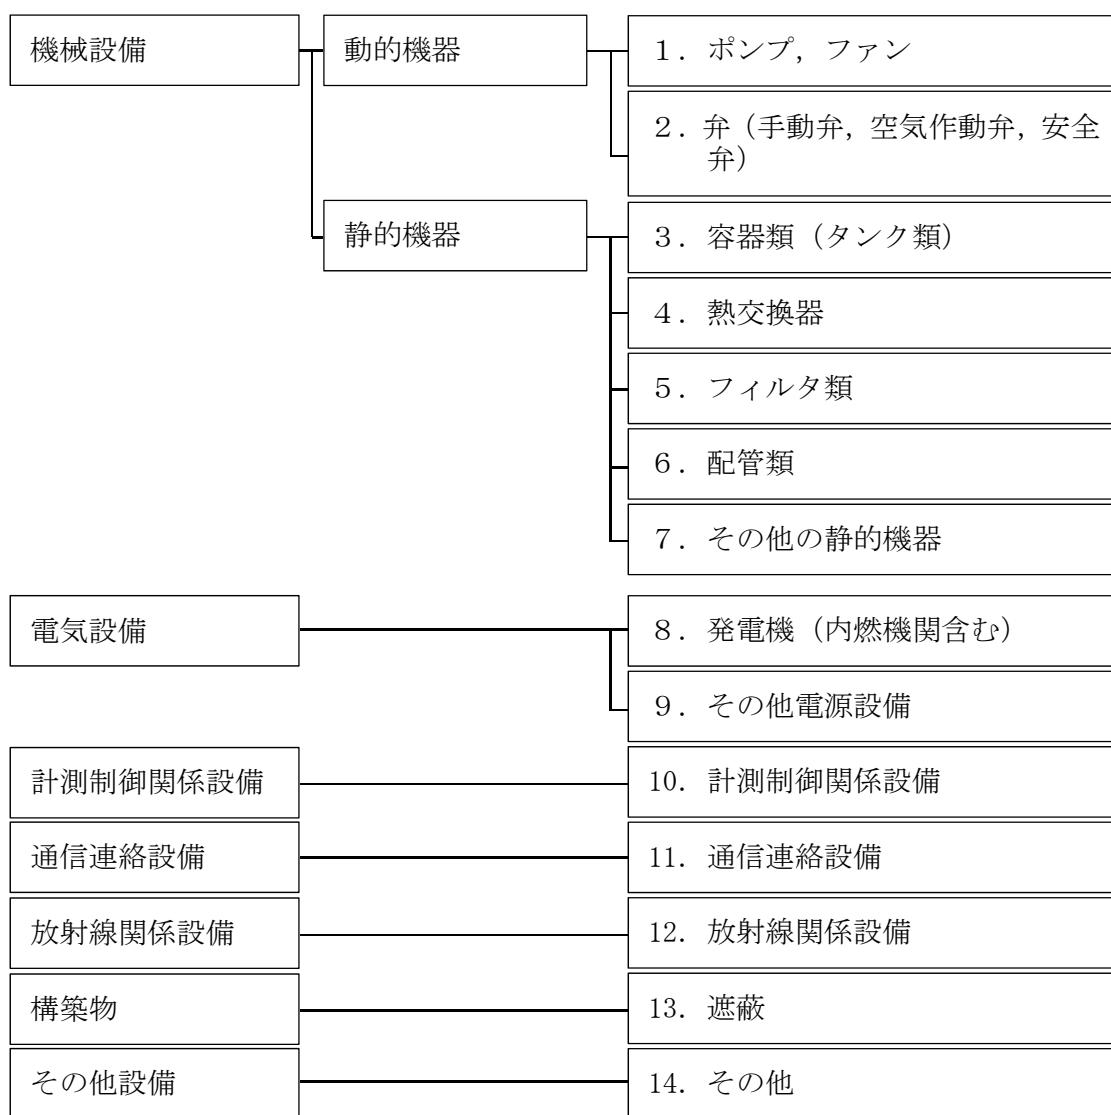 機械設備
動的機器
1．ポンプ，ファン
2．弁（手動弁，空気作動弁，安全
弁）
静的機器
3．容器類（タンク類）
4．熱交換器
5．フィルタ類
6．配管類
7．その他の静的機器
電気設備
8．発電機（内燃機関含む）
9．その他電源設備
計測制御関係設備
10．計測制御関係設備
通信連絡設備
11．通信連絡設備
放射線関係設備
12．放射線関係設備
構築物
13．遮蔽
その他設備
14．その他